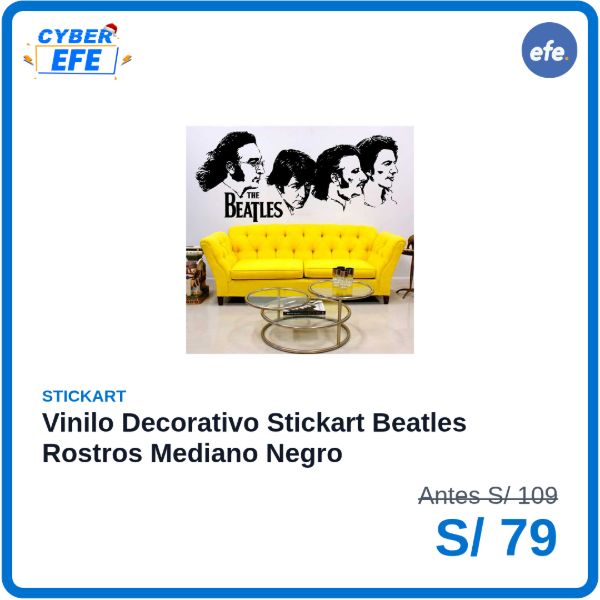 CYBER
EFE
efe.
THE
BEATLES
STICKART
Vinilo Decorativo Stickart Beatles
Rostros Mediano Negro
Antes S/ 109
S/ 79